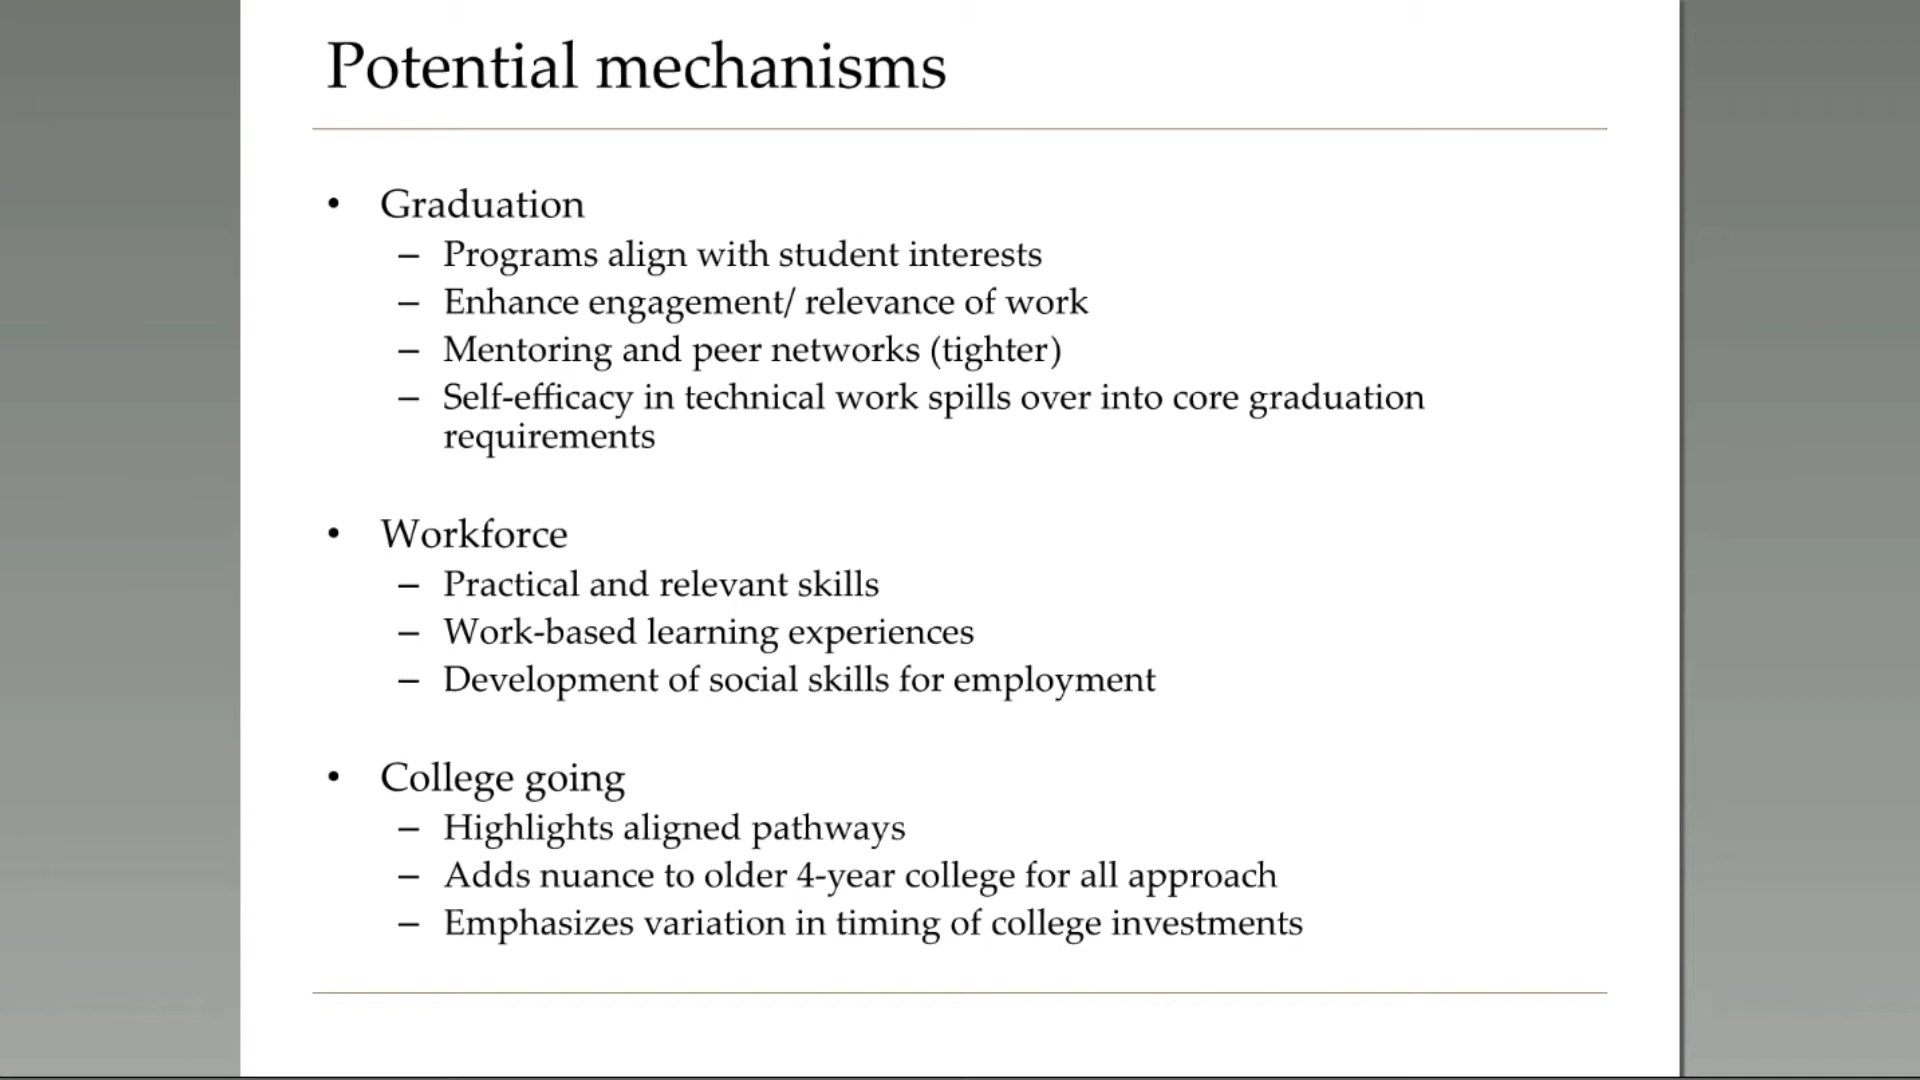 Potential mechanisms
• Graduation
– Programs align with student interests
– Enhance engagement/ relevance of work
– Mentoring and peer networks (tighter)
– Self-efficacy in technical work spills over into core graduation
requirements
• Workforce
– Practical and relevant skills
– Work-based learning experiences
– Development of social skills for employment
• College going
– Highlights aligned pathways
– Adds nuance to older 4-year college for all approach
– Emphasizes variation in timing of college investments